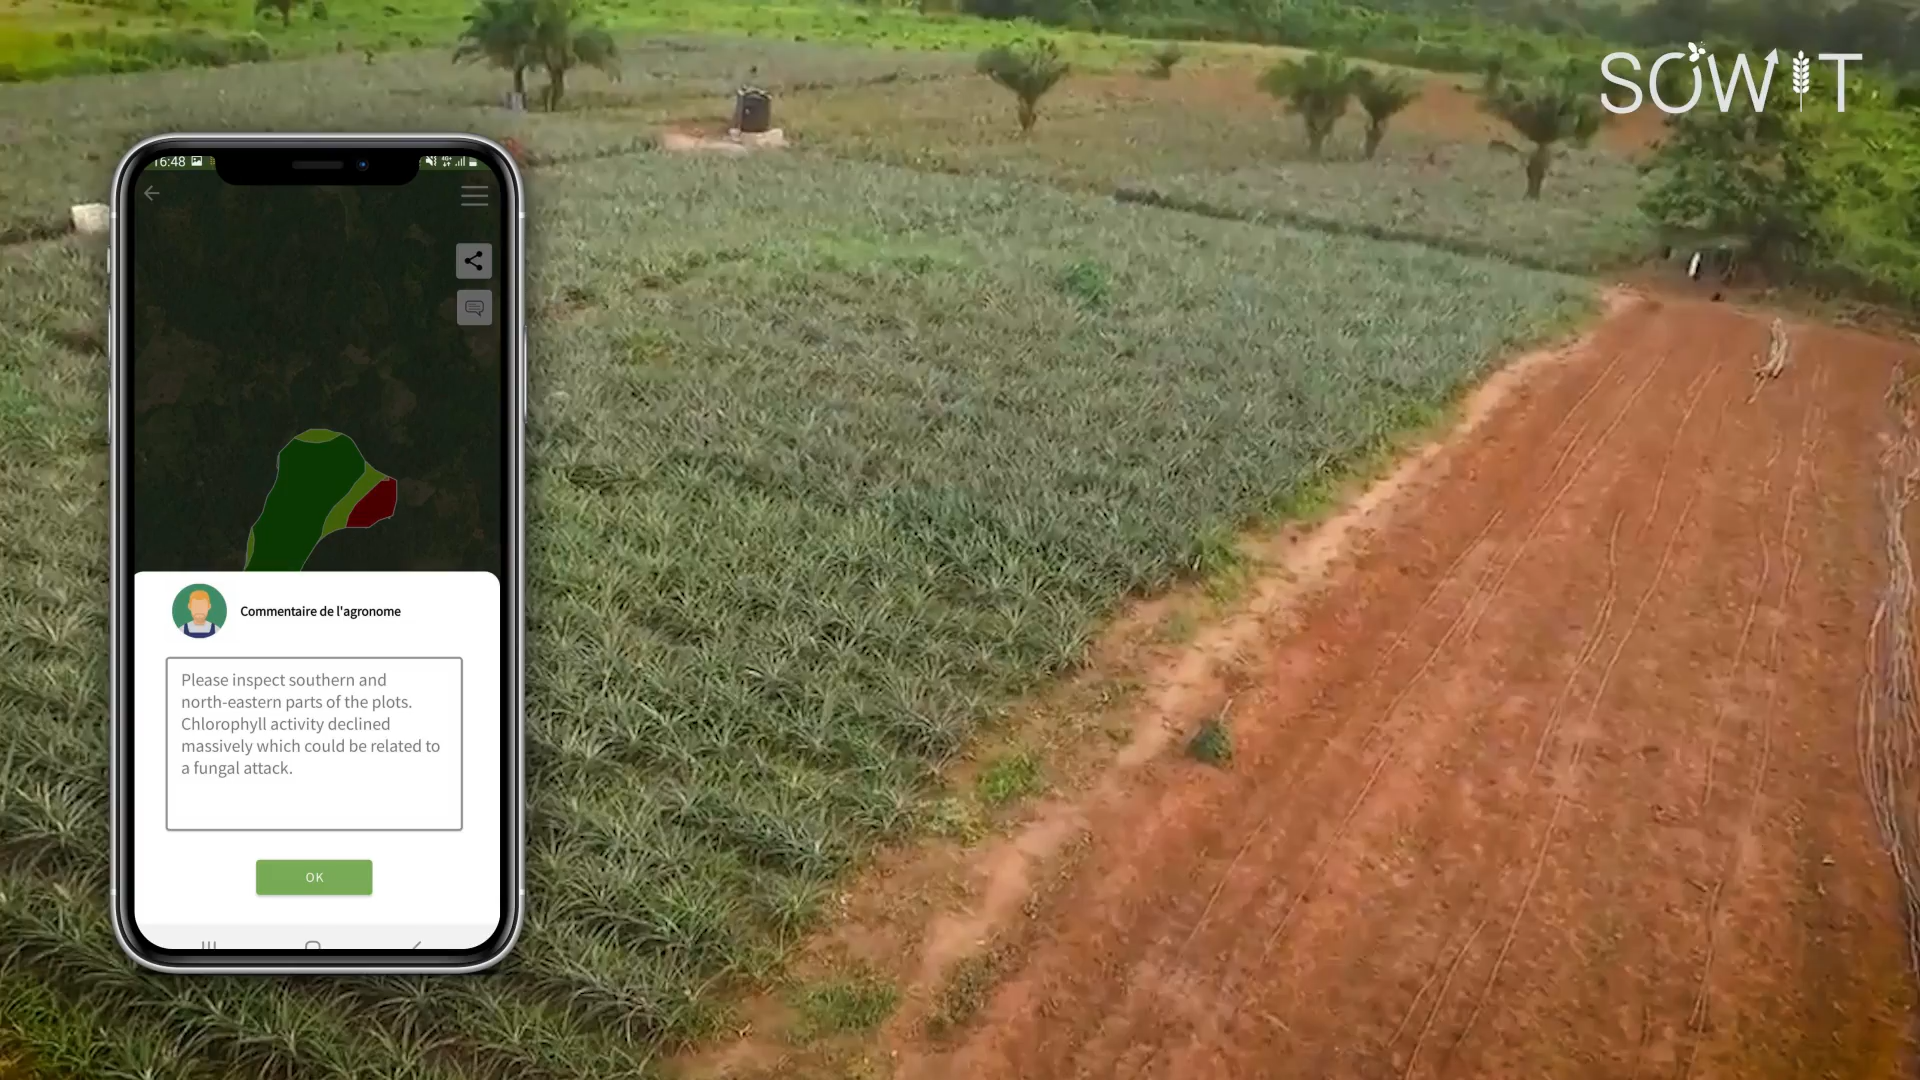 SOWIT
16:48
Commentaire de l'agronome
Please inspect southern and
north-eastern parts of the plots.
Chlorophyll activity declined
massively which could be related to
a fungal attack.
OK